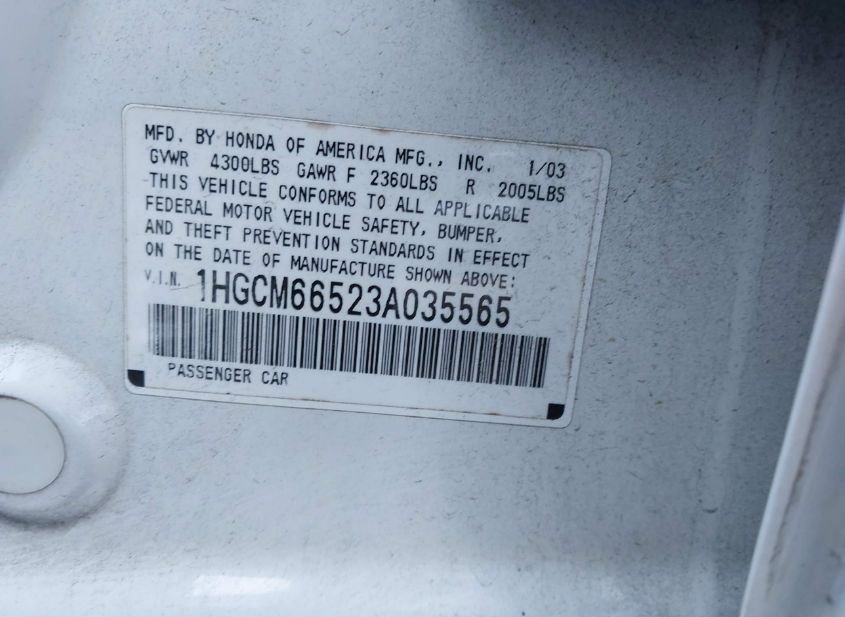 MFD. BY HONDA OF AMERICA MFG., INC. 1/03
GVWR 4300LBS GAWR F 2360LBS R 2005LBS
THIS VEHICLE CONFORMS TO ALL APPLICABLE
FEDERAL MOTOR VEHICLE SAFETY, BUMPER,
AND THEFT PREVENTION STANDARDS IN EFFECT
ON THE DATE OF MANUFACTURE SHOWN ABOVE:
V.I.N. 1HGCM66523A035565
PASSENGER CAR